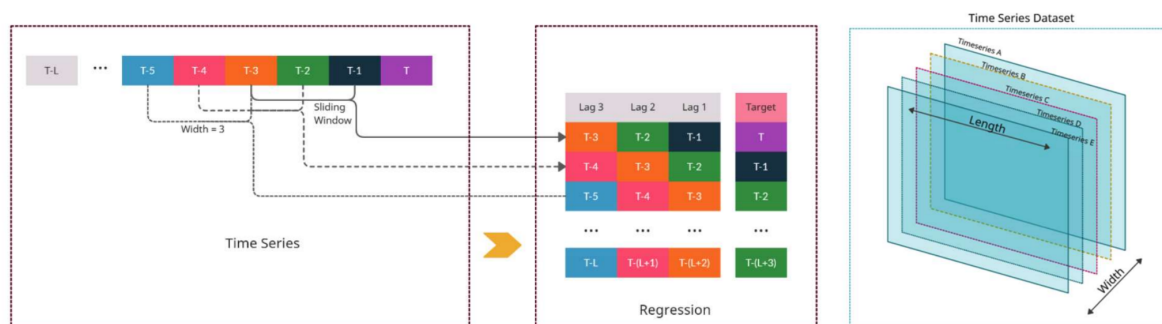 T-L ... T-5 T-4 T-3 T-2 T-1 T
Sliding
Window
Width = 3
Time Series
Lag 3 Lag 2 Lag 1 Target
T-3 T-2 T-1 T
T-4 T-3 T-2 T-1
T-5 T-4 T-3 T-2
... ... ... ...
T-L T-(L+1) T-(L+2) T-(L+3)
Regression
Time Series Dataset
Timeseries A
Timeseries B
Timeseries C
Timeseries D
Timeseries E
Length
Width